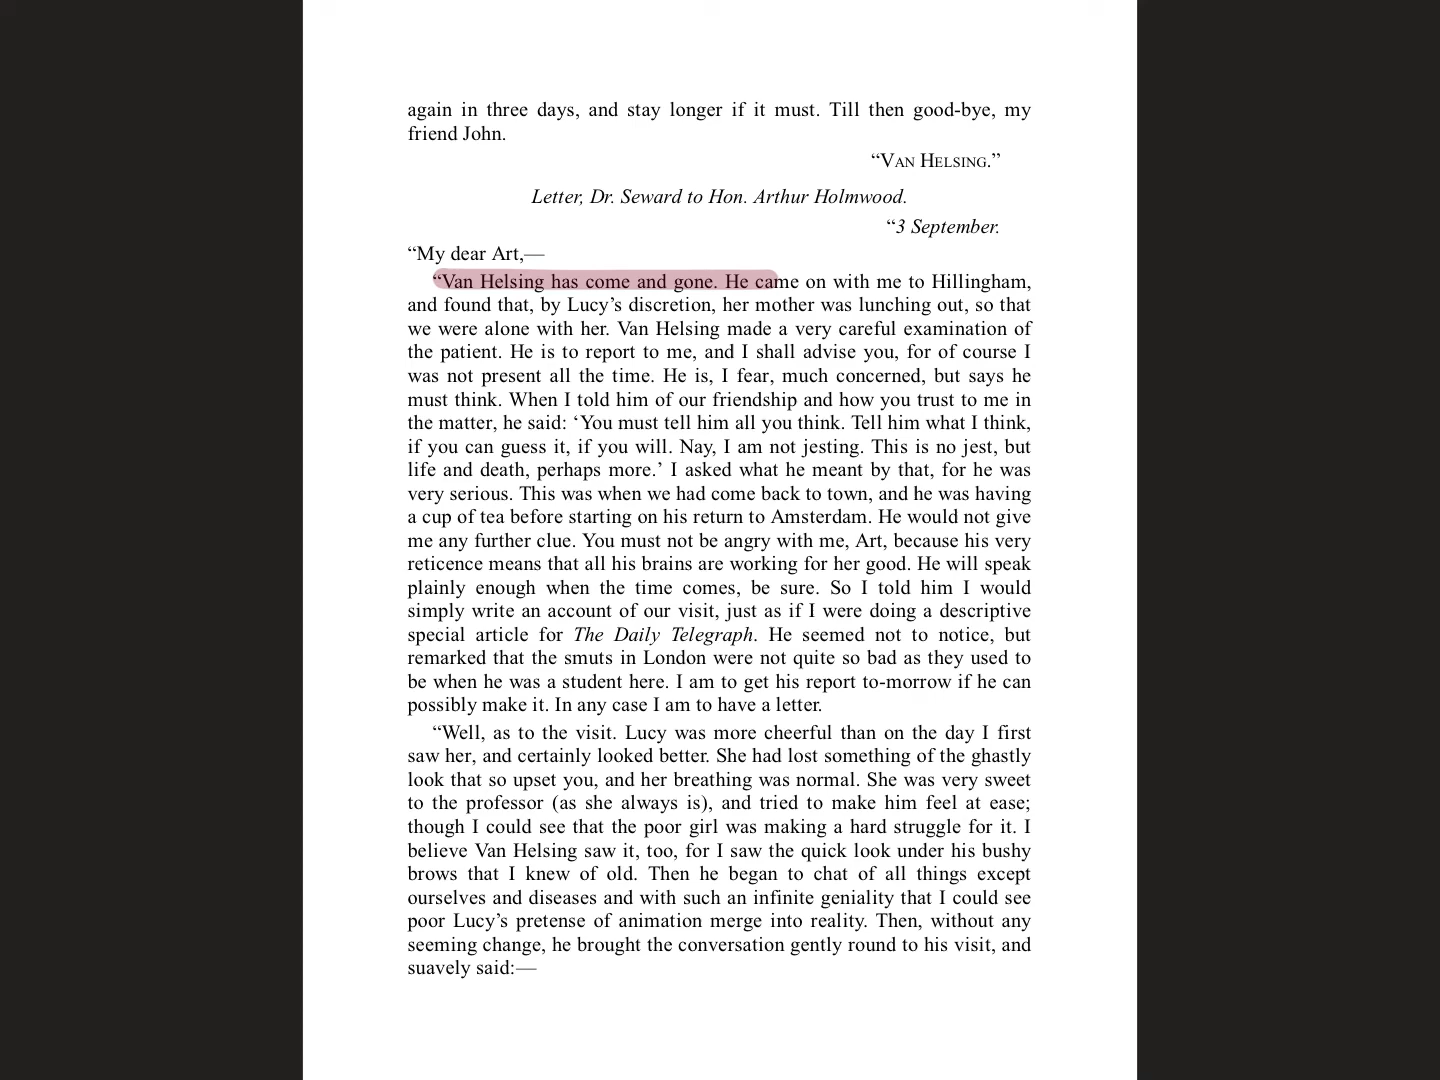 again in three days, and stay longer if it must. Till then good-bye, my
friend John.
“VAN HELSING.”
Letter, Dr. Seward to Hon. Arthur Holmwood.
“3 September.
“My dear Art,—
“Van Helsing has come and gone. He came on with me to Hillingham,
and found that, by Lucy’s discretion, her mother was lunching out, so that
we were alone with her. Van Helsing made a very careful examination of
the patient. He is to report to me, and I shall advise you, for of course I
was not present all the time. He is, I fear, much concerned, but says he
must think. When I told him of our friendship and how you trust to me in
the matter, he said: ‘You must tell him all you think. Tell him what I think,
if you can guess it, if you will. Nay, I am not jesting. This is no jest, but
life and death, perhaps more.’ I asked what he meant by that, for he was
very serious. This was when we had come back to town, and he was having
a cup of tea before starting on his return to Amsterdam. He would not give
me any further clue. You must not be angry with me, Art, because his very
reticence means that all his brains are working for her good. He will speak
plainly enough when the time comes, be sure. So I told him I would
simply write an account of our visit, just as if I were doing a descriptive
special article for The Daily Telegraph. He seemed not to notice, but
remarked that the smuts in London were not quite so bad as they used to
be when he was a student here. I am to get his report to-morrow if he can
possibly make it. In any case I am to have a letter.
“Well, as to the visit. Lucy was more cheerful than on the day I first
saw her, and certainly looked better. She had lost something of the ghastly
look that so upset you, and her breathing was normal. She was very sweet
to the professor (as she always is), and tried to make him feel at ease;
though I could see that the poor girl was making a hard struggle for it. I
believe Van Helsing saw it, too, for I saw the quick look under his bushy
brows that I knew of old. Then he began to chat of all things except
ourselves and diseases and with such an infinite geniality that I could see
poor Lucy’s pretense of animation merge into reality. Then, without any
seeming change, he brought the conversation gently round to his visit, and
suavely said:—